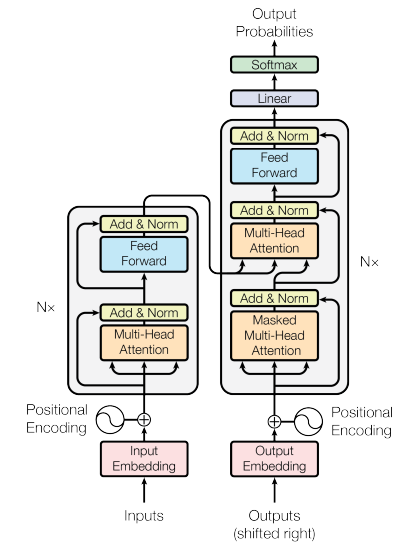 Output
Probabilities
Softmax
Linear
Add & Norm
Feed
Forward
Add & Norm
Multi-Head
Attention
Add & Norm
Masked
Multi-Head
Attention
Nx
Add & Norm
Feed
Forward
Add & Norm
Multi-Head
Attention
Nx
Positional
Encoding
Positional
Encoding
Input
Embedding
Output
Embedding
Inputs
Outputs
(shifted right)